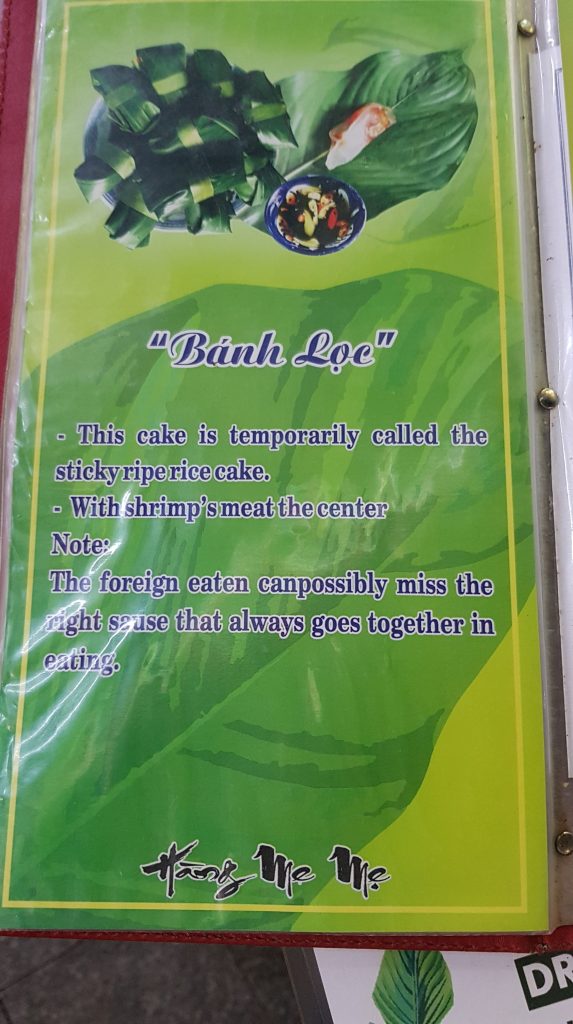 "Bánh Lọc"
- This cake is temporarily called the
sticky ripe rice cake.
- With shrimp's meat the center
Note:
The foreign eaten canpossibly miss the
right sause that always goes together in
eating.
Hàng Me Mẹ
DR